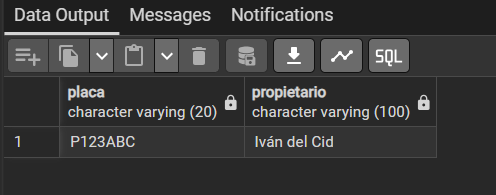 Data Output Messages Notifications
SQL
placa propietario
character varying (20) character varying (100)
1 P123ABC Iván del Cid